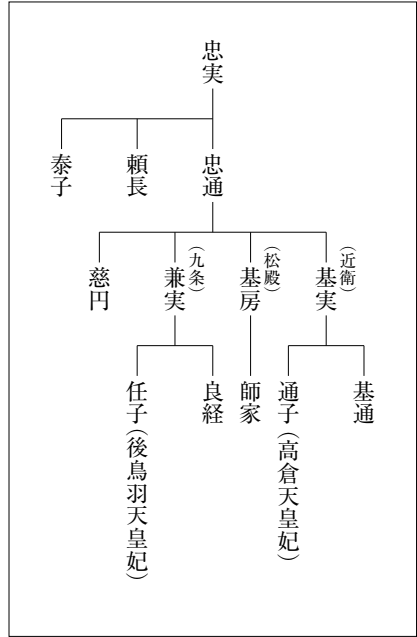 忠実
忠通
頼長
泰子
(近衛)
基実
(松殿)
基房
(九条)
兼実
慈円
基通
通子(高倉天皇妃)
師家
良経
任子(後鳥羽天皇妃)